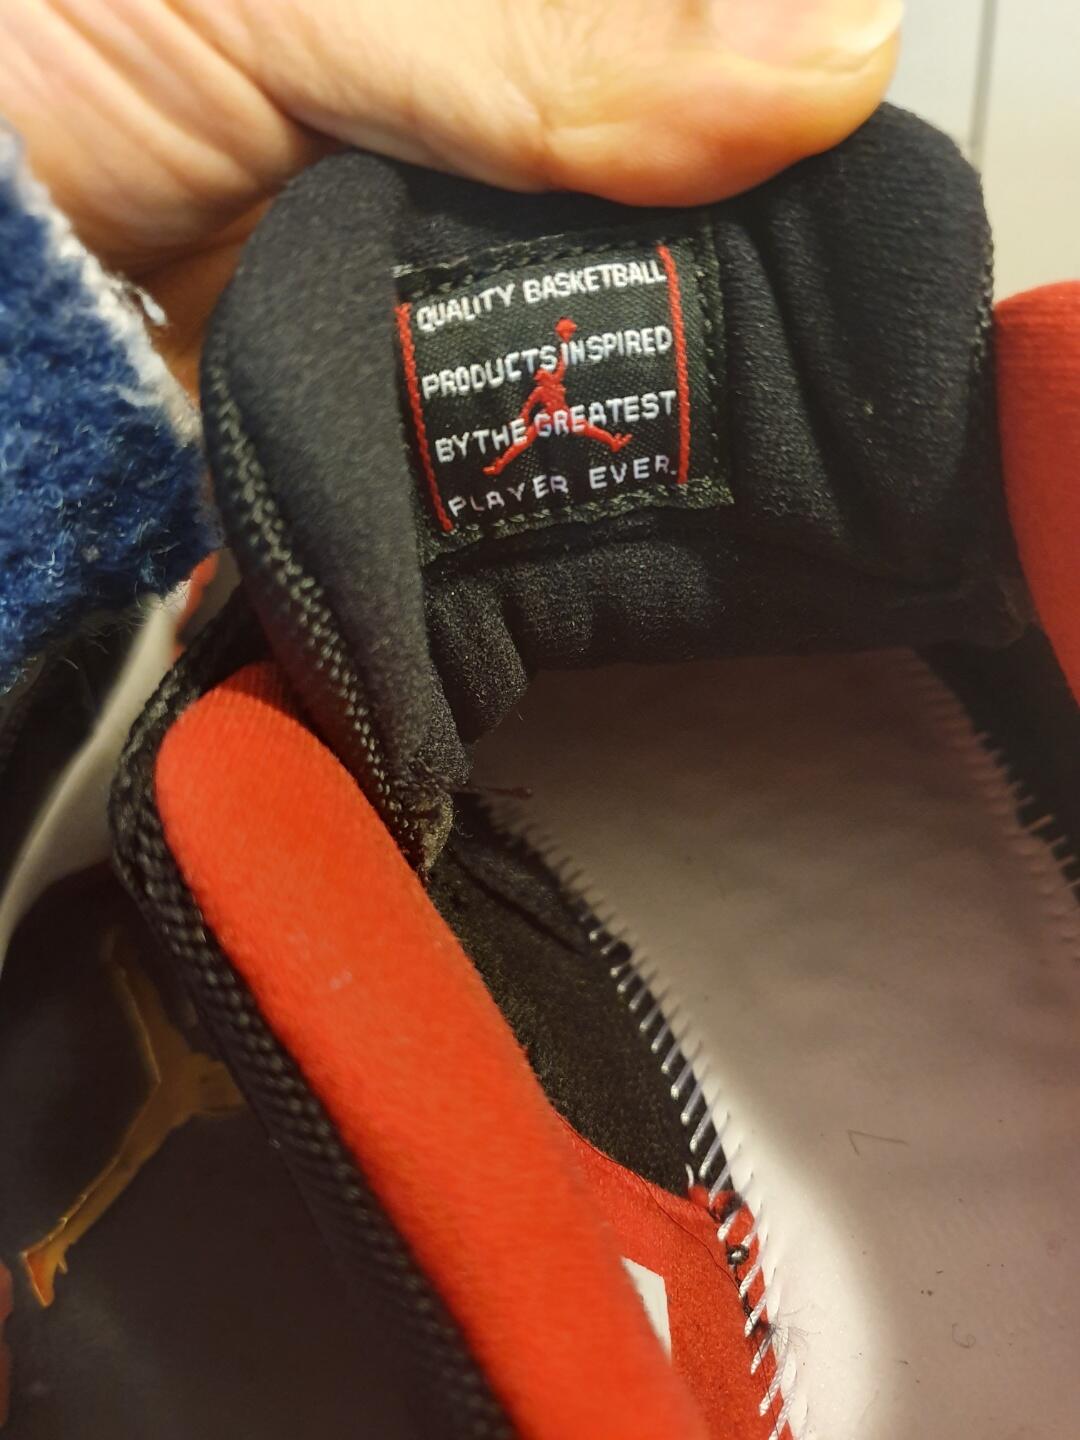 QUALITY BASKETBALL
PRODUCTS INSPIRED
BY THE GREATEST
PLAYER EVER.